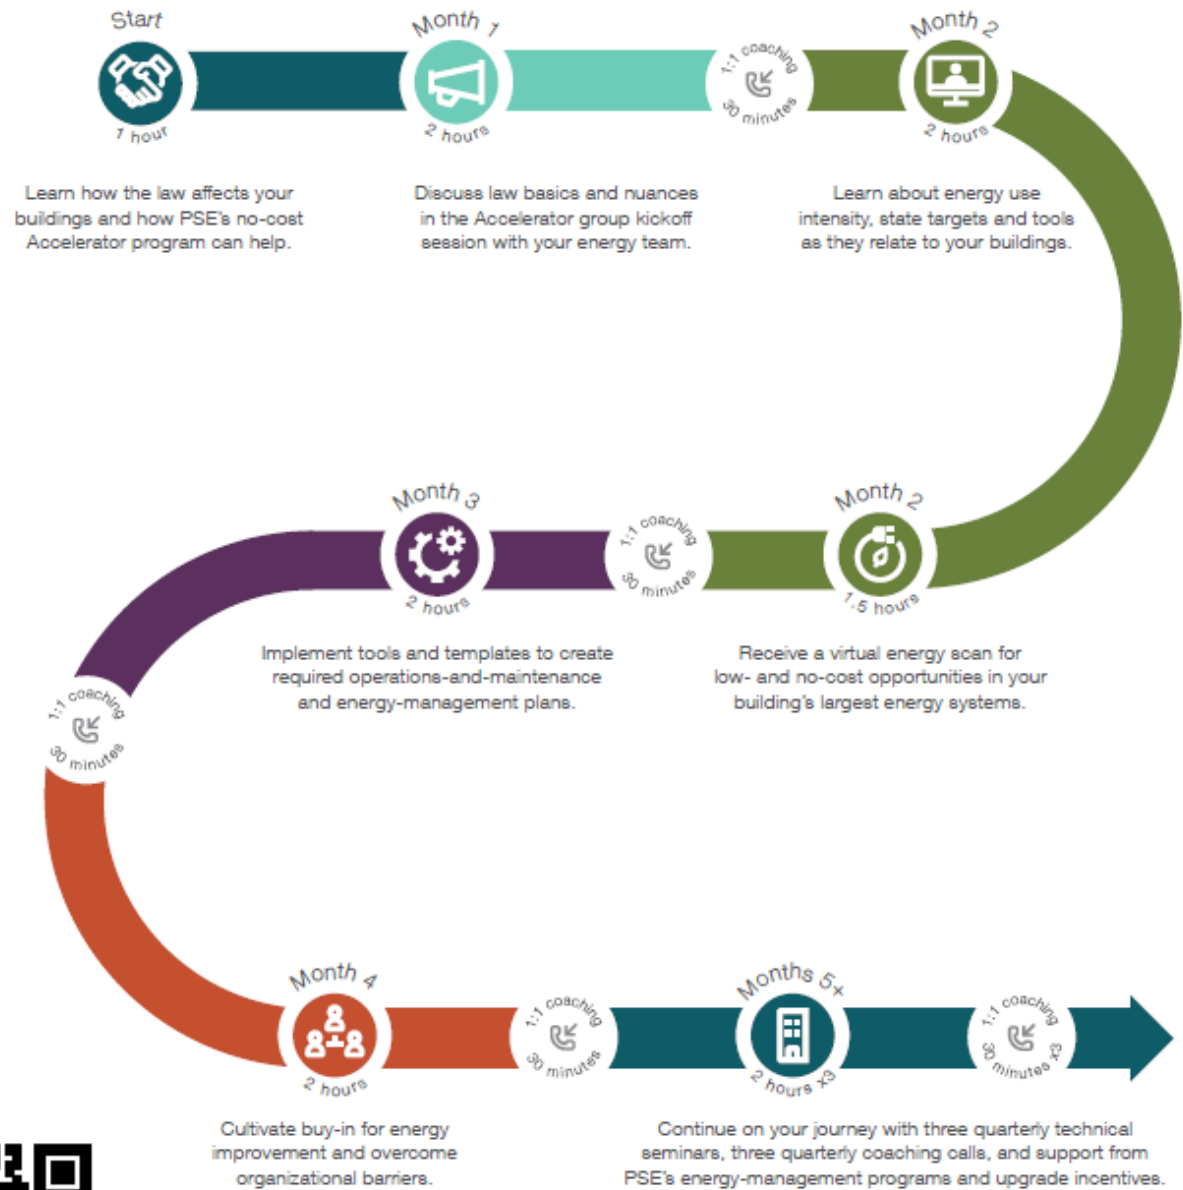 Start
1 hour
Learn how the law affects your
buildings and how PSE's no-cost
Accelerator program can help.
Month 1
2 hours
Discuss law basics and nuances
in the Accelerator group kickoff
session with your energy team.
1:1 coaching
30 minutes
Month 2
2 hours
Learn about energy use
intensity, state targets and tools
as they relate to your buildings.
Month 2
1.5 hours
Receive a virtual energy scan for
low- and no-cost opportunities in your
building's largest energy systems.
1:1 coaching
30 minutes
Month 3
2 hours
Implement tools and templates to create
required operations-and-maintenance
and energy-management plans.
1:1 coaching
30 minutes
Month 4
2 hours
Cultivate buy-in for energy
improvement and overcome
organizational barriers.
1:1 coaching
30 minutes
Months 5+
2 hours x3
Continue on your journey with three quarterly technical
seminars, three quarterly coaching calls, and support from
PSE's energy-management programs and upgrade incentives.
1:1 coaching
30 minutes x3